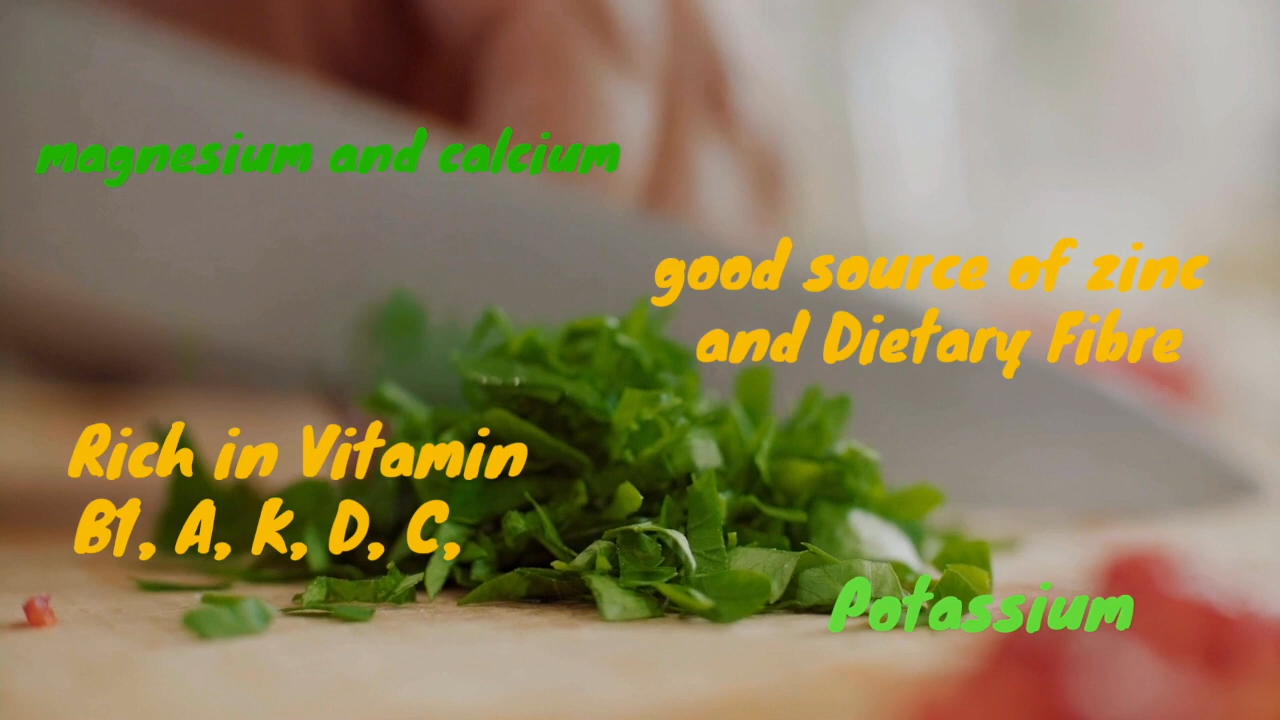 magnesium and calcium
good source of zinc
and Dietary Fibre
Rich in Vitamin
B1, A, K, D, C,
Potassium